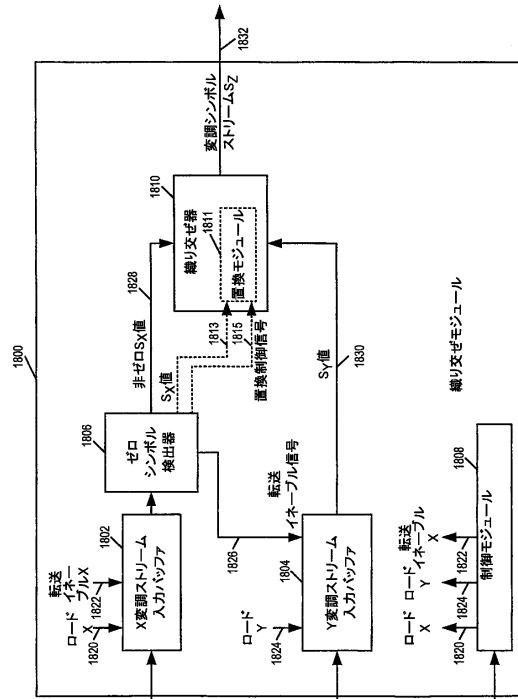 1800
1832
変調シンボル
ストリームSZ
1810
織り交ぜ器
1811
置換モジュール
1828
非ゼロSX値
1813
SX値
1815
置換制御信号
1830
SY値
織り交ぜモジュール
1806
ゼロ
シンボル
検出器
転送
イネーブル信号
1826
転送
イネー
ブルX
1822
ロード
X
1820
1802
X変調ストリーム
入力バッファ
ロード
Y
1824
1804
Y変調ストリーム
入力バッファ
ロード
X
1820
ロード
Y
1824
転送
イネーブル
X
1822
1808
制御モジュール